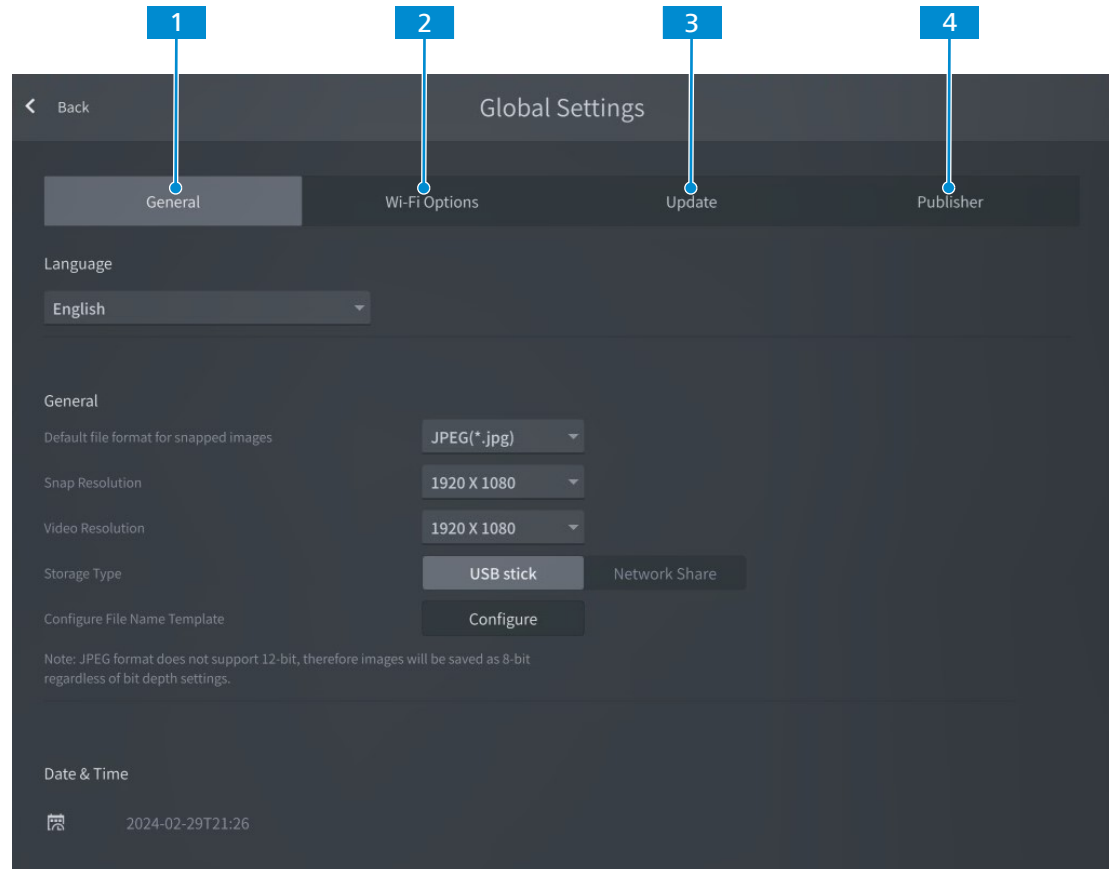 1 2 3 4
Back Global Settings
General Wi-Fi Options Update Publisher
Language
English
General
Default file format for snapped images JPEG(*.jpg)
Snap Resolution 1920 X 1080
Video Resolution 1920 X 1080
Storage Type USB stick Network Share
Configure File Name Template Configure
Note: JPEG format does not support 12-bit, therefore images will be saved as 8-bit
regardless of bit depth settings.
Date & Time
2024-02-29T21:26